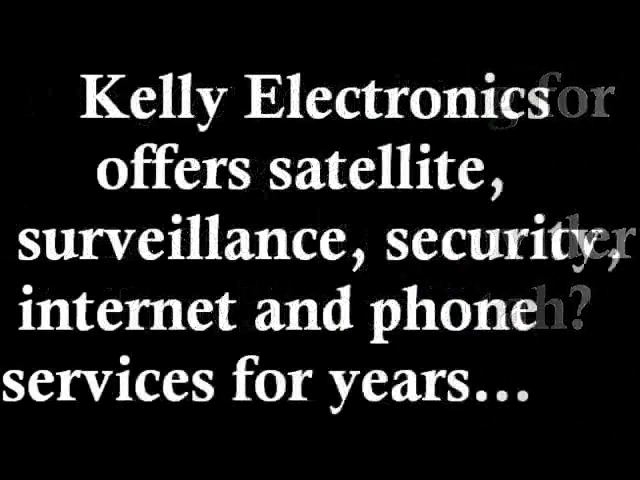 Kelly Electronics
offers satellite,
surveillance, security,
internet and phone
services for years...